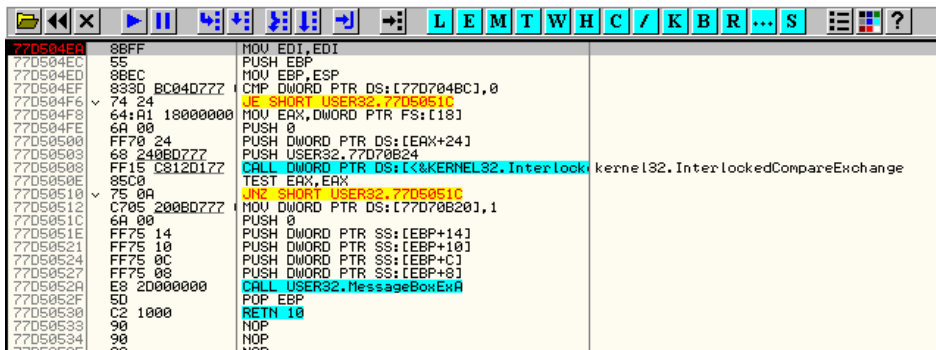 L E M T W H C / K B R ... S ?
77D504EA 8BFF MOV EDI,EDI
77D504EC 55 PUSH EBP
77D504ED 8BEC MOV EBP,ESP
77D504EF 833D BC04D777 CMP DWORD PTR DS:[77D704BC],0
77D504F6 74 24 JE SHORT USER32.77D5051C
77D504F8 64:A1 18000000 MOV EAX,DWORD PTR FS:[18]
77D504FE 6A 00 PUSH 0
77D50500 FF70 24 PUSH DWORD PTR DS:[EAX+24]
77D50503 68 240BD777 PUSH USER32.77D70B24
77D50508 FF15 C812D177 CALL DWORD PTR DS:[<&KERNEL32.Interlock kernel32.InterlockedCompareExchange
77D5050E 85C0 TEST EAX,EAX
77D50510 75 0A JNZ SHORT USER32.77D5051C
77D50512 C705 200BD777 MOV DWORD PTR DS:[77D70B20],1
77D5051C 6A 00 PUSH 0
77D5051E FF75 14 PUSH DWORD PTR SS:[EBP+14]
77D50521 FF75 10 PUSH DWORD PTR SS:[EBP+10]
77D50524 FF75 0C PUSH DWORD PTR SS:[EBP+C]
77D50527 FF75 08 PUSH DWORD PTR SS:[EBP+8]
77D5052A E8 2D000000 CALL USER32.MessageBoxExA
77D5052F 5D POP EBP
77D50530 C2 1000 RETN 10
77D50533 90 NOP
77D50534 90 NOP